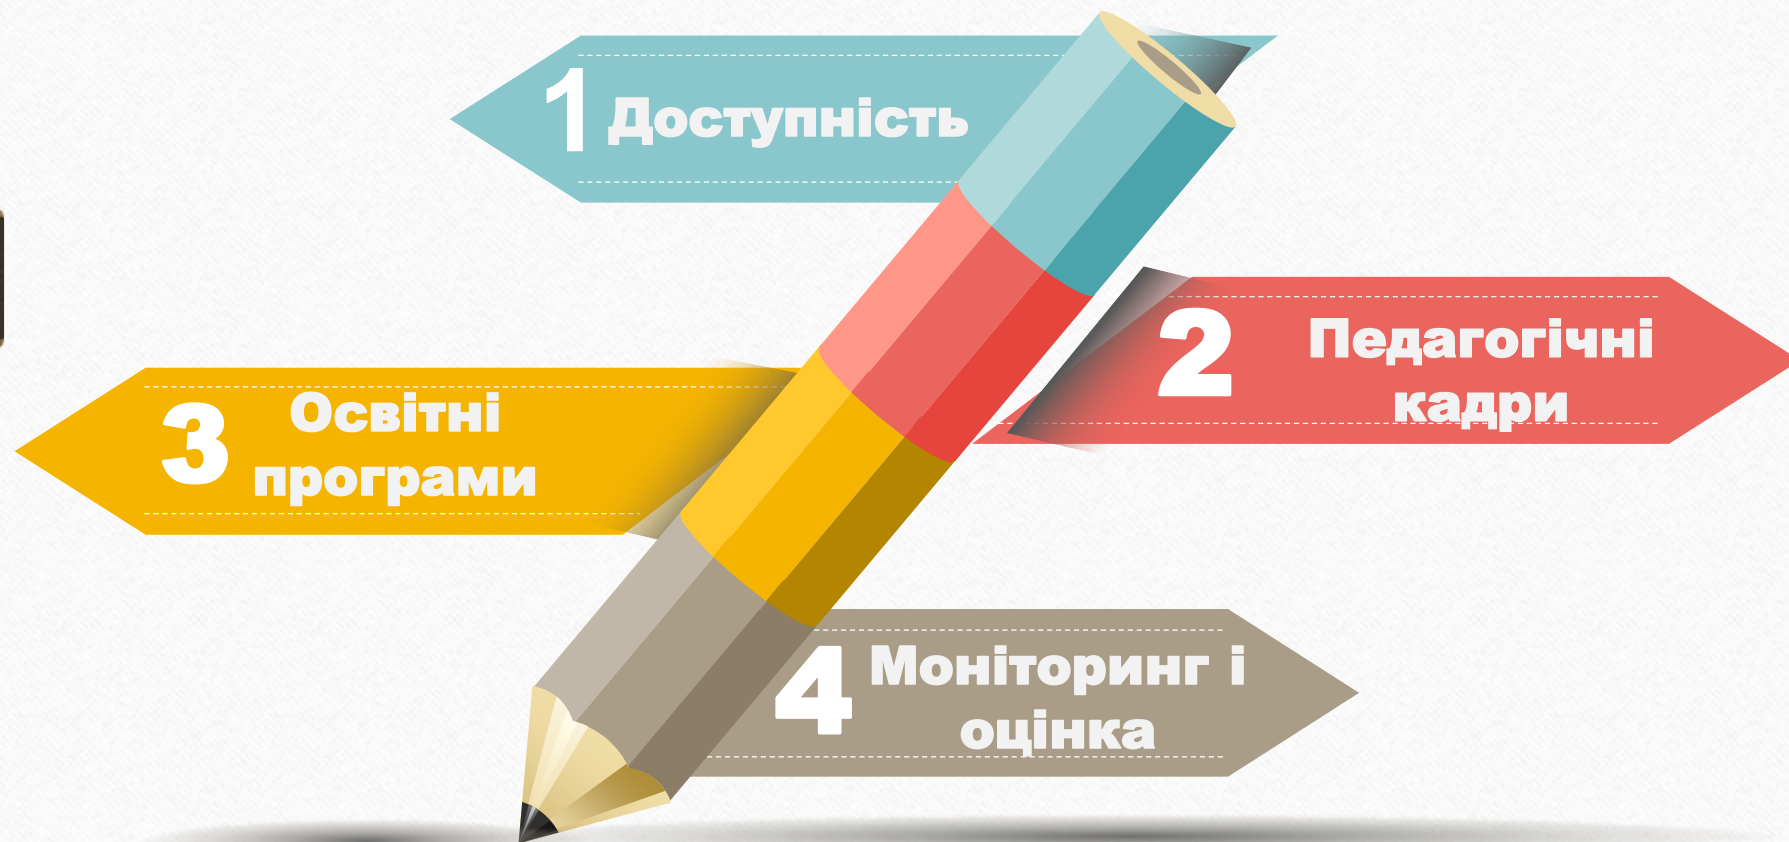 1 Доступність
2 Педагогічні
кадри
3 Освітні
програми
4 Моніторинг і
оцінка